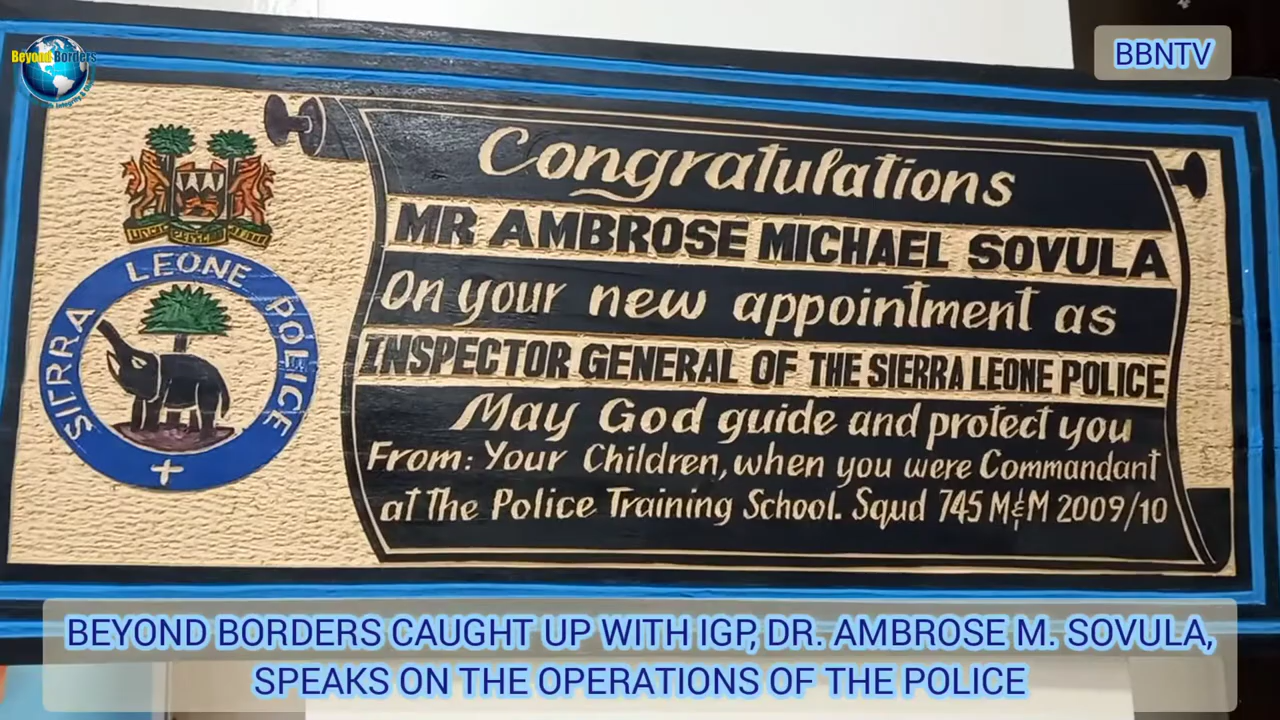 Beyond Borders
BBNTV
Congratulations
MR AMBROSE MICHAEL SOVULA
On your new appointment as
INSPECTOR GENERAL OF THE SIERRA LEONE POLICE
May God guide and protect you
From: Your Children, when you were Commandant
at the Police Training School. Squd 745 M&M 2009/10
SIERRA LEONE POLICE
BEYOND BORDERS CAUGHT UP WITH IGP, DR. AMBROSE M. SOVULA,
SPEAKS ON THE OPERATIONS OF THE POLICE